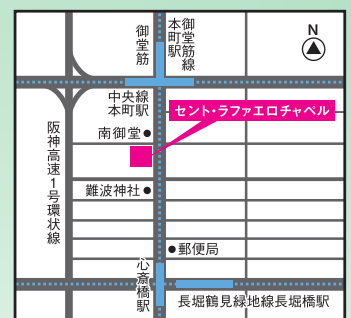 御堂筋
御堂筋線
本町駅
N
中央線
本町駅
セント・ラファエロチャペル
南御堂
阪神高速1号環状線
難波神社
郵便局
心斎橋駅
長堀鶴見緑地線長堀橋駅